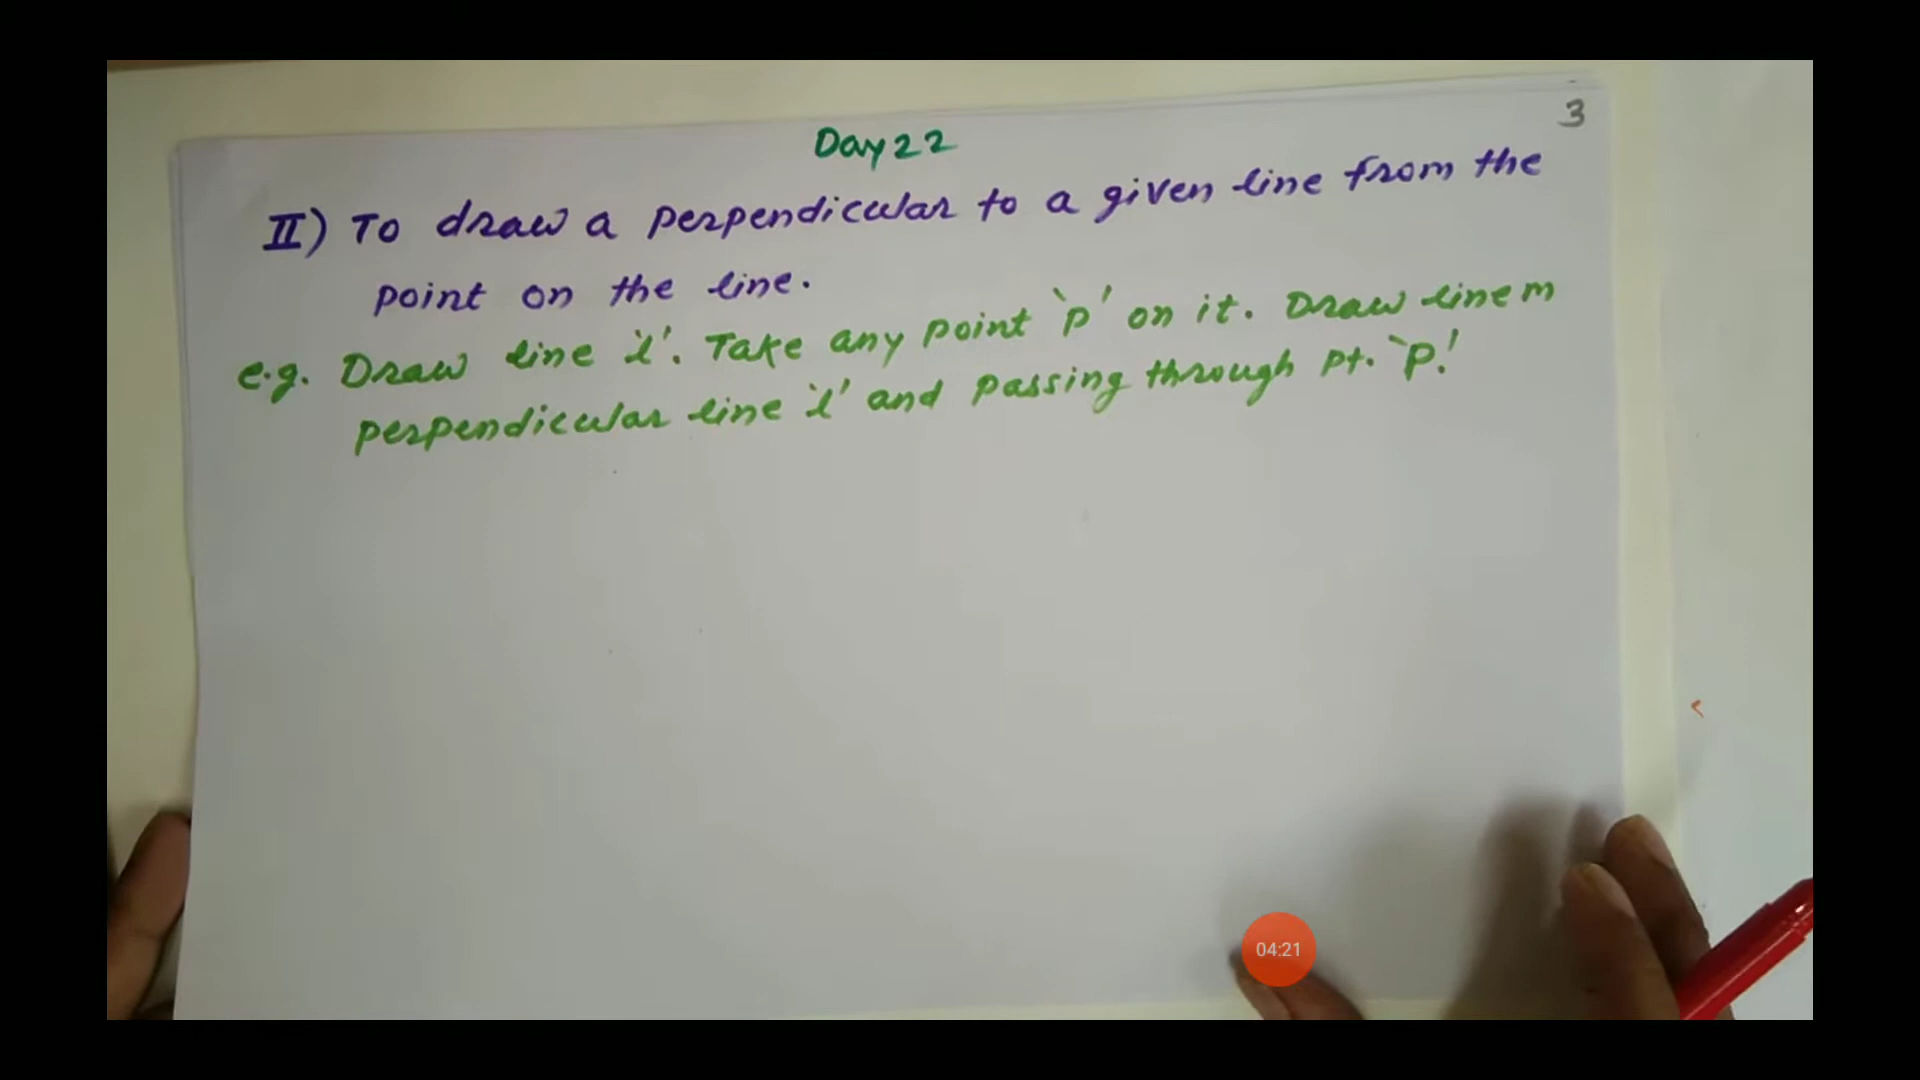 3
Day 22
II) To draw a perpendicular to a given line from the
point on the line.
e.g. Draw line `l'. Take any point `p' on it. Draw line m
perpendicular line `l' and passing through pt. `p.'
04:21